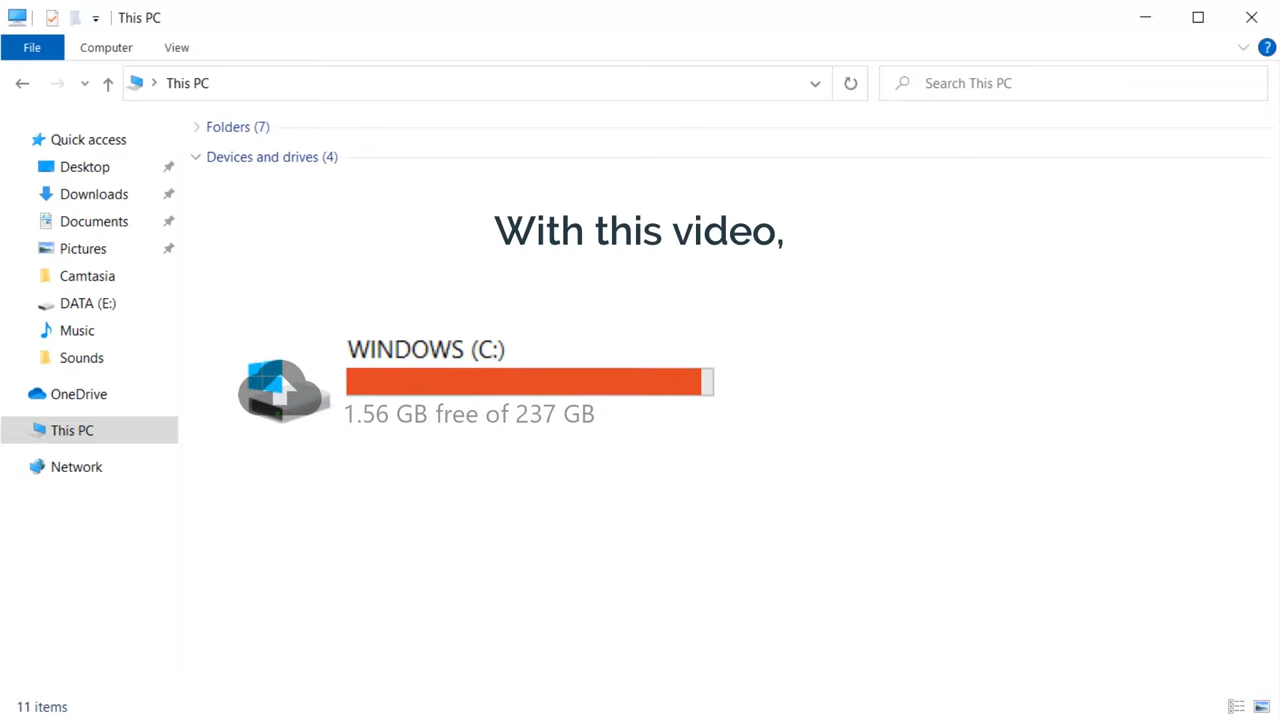 This PC
File
Computer
View
?
This PC
Search This PC
Quick access
Desktop
Downloads
Documents
Pictures
Camtasia
DATA (E:)
Music
Sounds
OneDrive
This PC
Network
Folders (7)
Devices and drives (4)
With this video,
WINDOWS (C:)
1.56 GB free of 237 GB
11 items